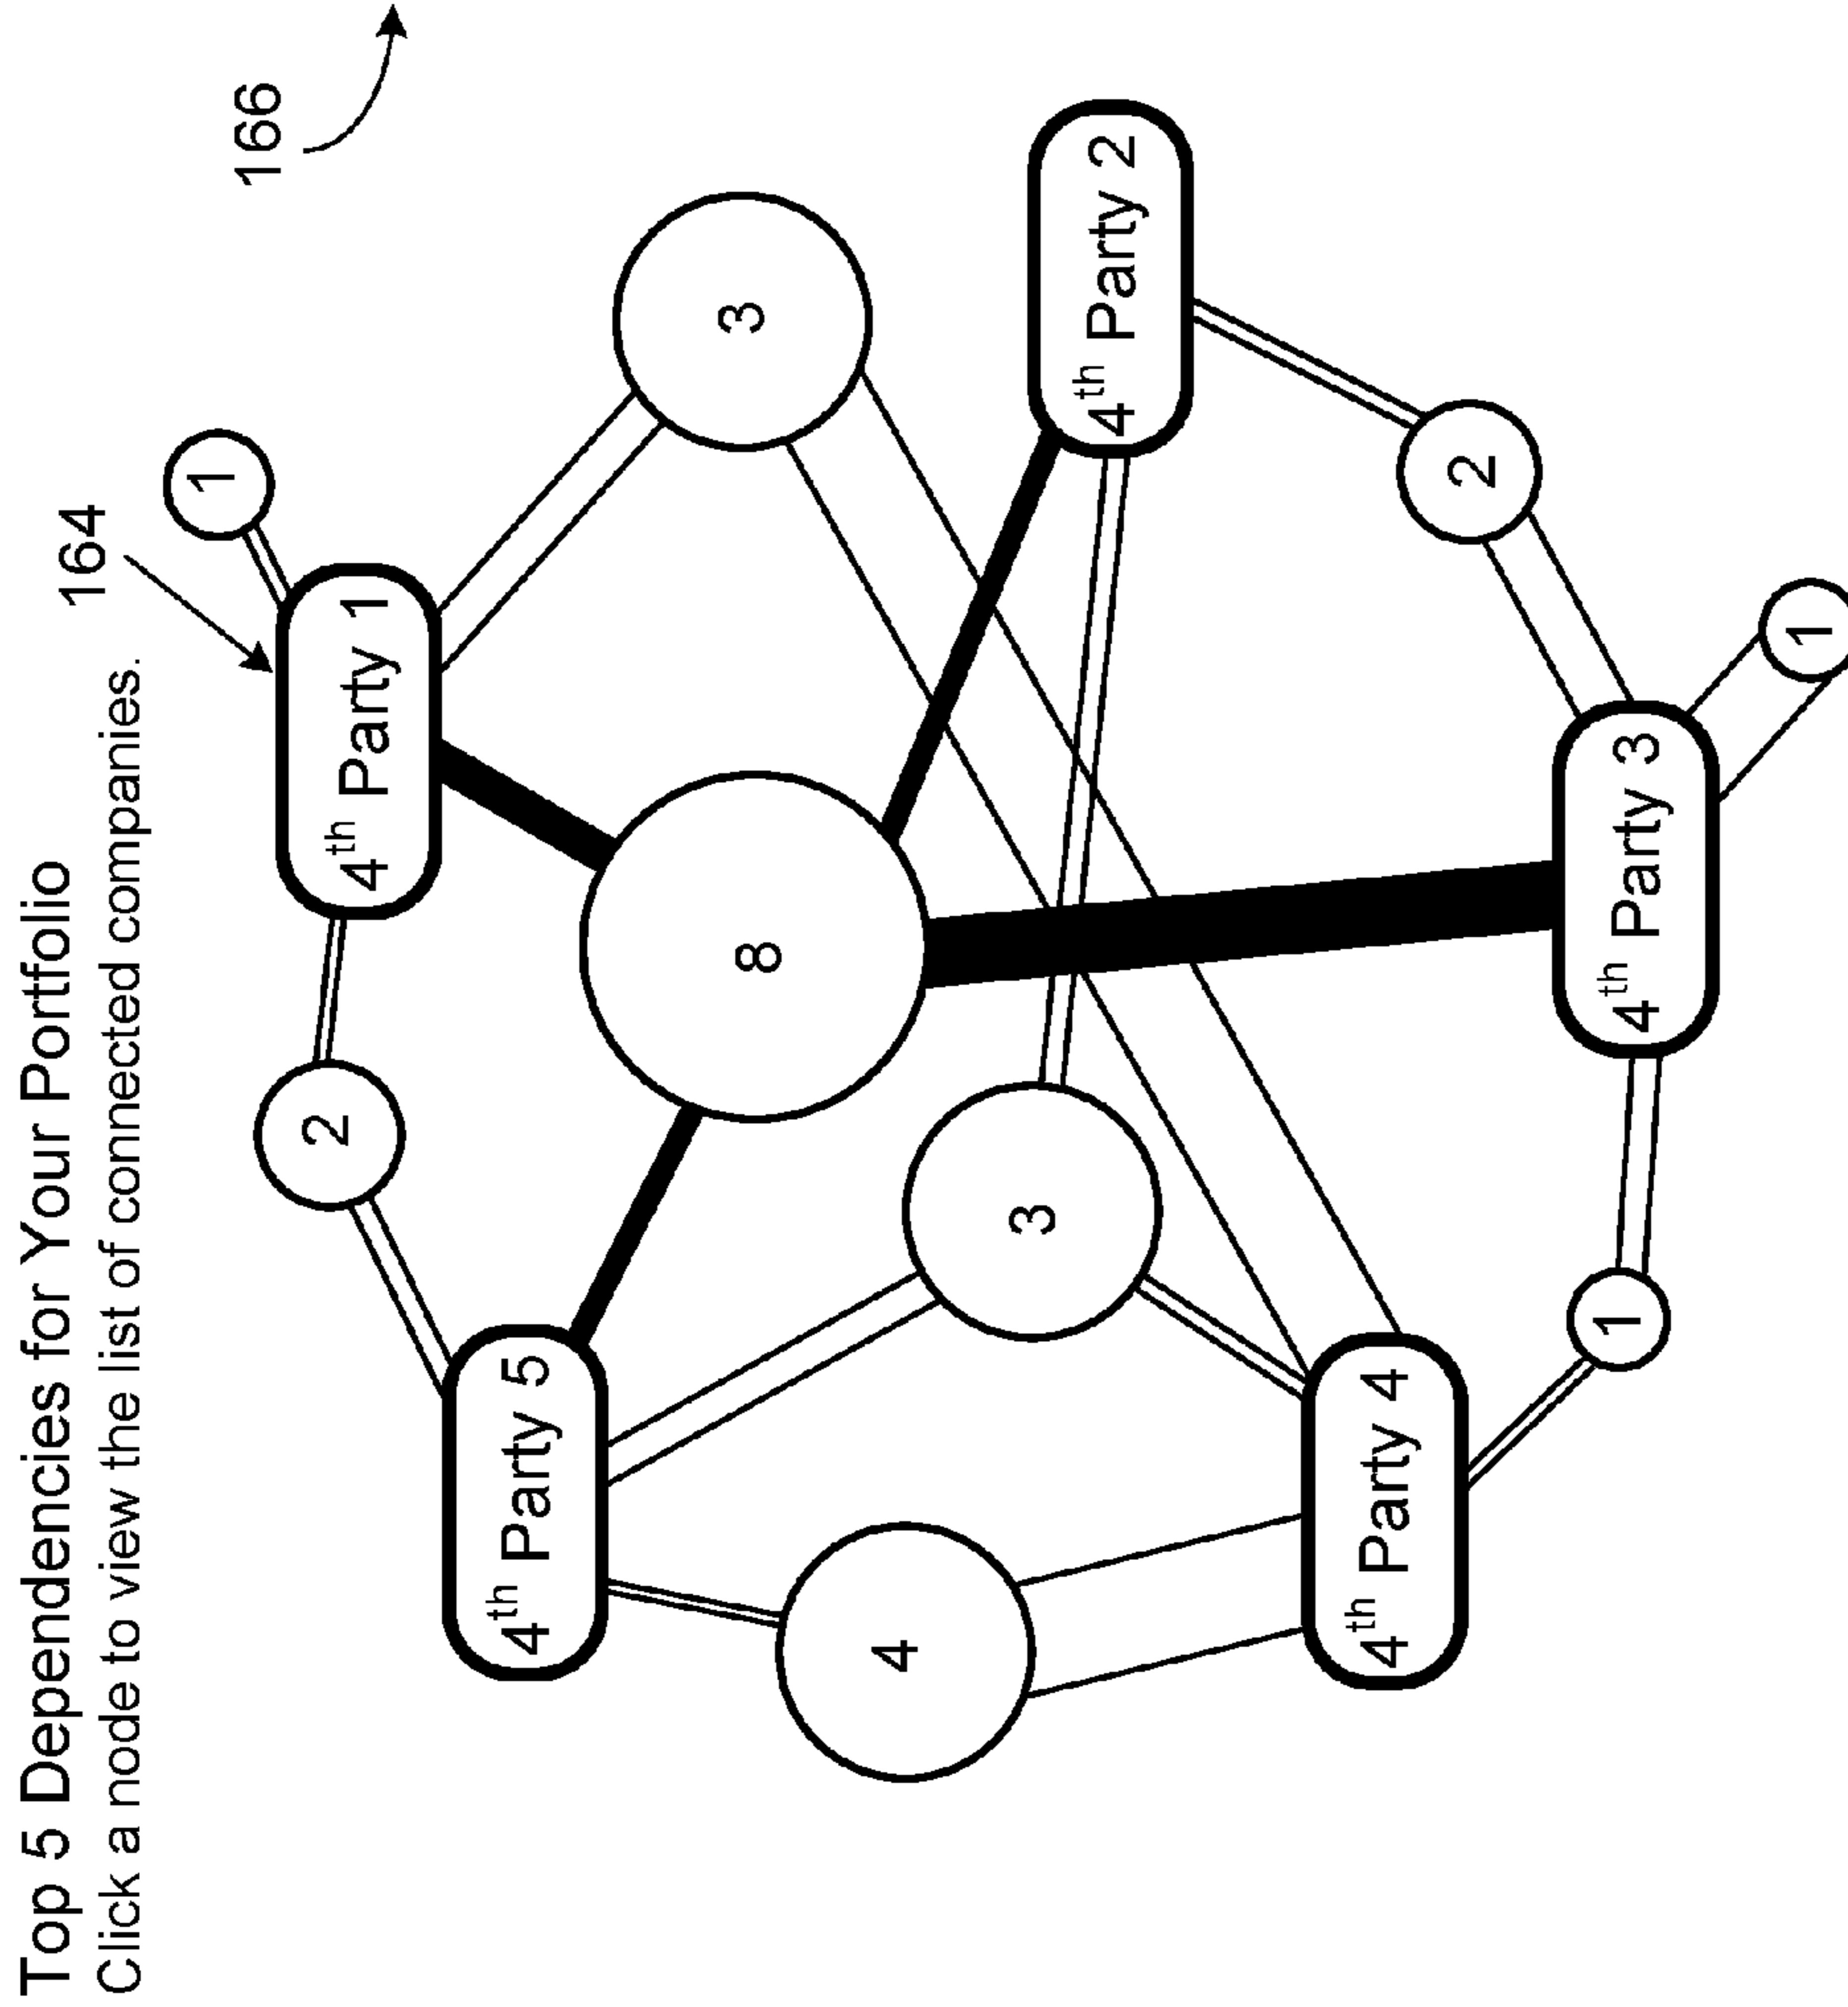 Top 5 Dependencies for Your Portfolio
Click a node to view the list of connected companies.
164
166
1
4th Party 1
2
3
4th Party 5
8
3
4
4th Party 2
2
4th Party 4
4th Party 3
1
1